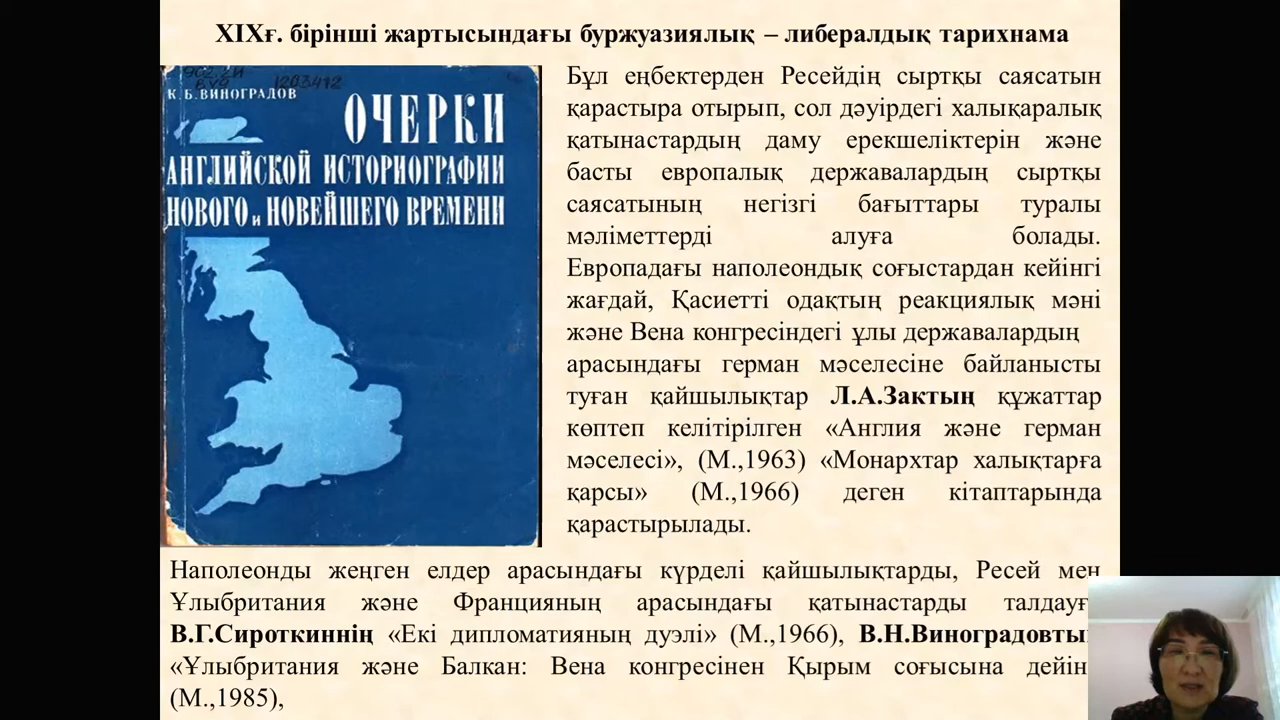 XIXғ. бірінші жартысындағы буржуазиялық – либералдық тарихнама
К.Б.ВИНОГРАДОВ
ОЧЕРКИ
АНГЛИЙСКОЙ ИСТОРИОГРАФИИ
НОВОГО и НОВЕЙШЕГО ВРЕМЕНИ
Бұл еңбектерден Ресейдің сыртқы саясатын
қарастыра отырып, сол дәуірдегі халықаралық
қатынастардың даму ерекшеліктерін және
басты европалық державалардың сыртқы
саясатының негізгі бағыттары туралы
мәліметтерді алуға болады.
Европадағы наполеондық соғыстардан кейінгі
жағдай, Қасиетті одақтың реакциялық мәні
және Вена конгресіндегі ұлы державалардың
арасындағы герман мәселесіне байланысты
туған қайшылықтар Л.А.Зактың құжаттар
көптеп келітірілген «Англия және герман
мәселесі», (М.,1963) «Монархтар халықтарға
қарсы» (М.,1966) деген кітаптарында
қарастырылады.
Наполеонды жеңген елдер арасындағы күрделі қайшылықтарды, Ресей мен
Ұлыбритания және Францияның арасындағы қатынастарды талдауғ
В.Г.Сироткиннің «Екі дипломатияның дуэлі» (М.,1966), В.Н.Виноградовты
«Ұлыбритания және Балкан: Вена конгресінен Қырым соғысына дейін
(М.,1985),